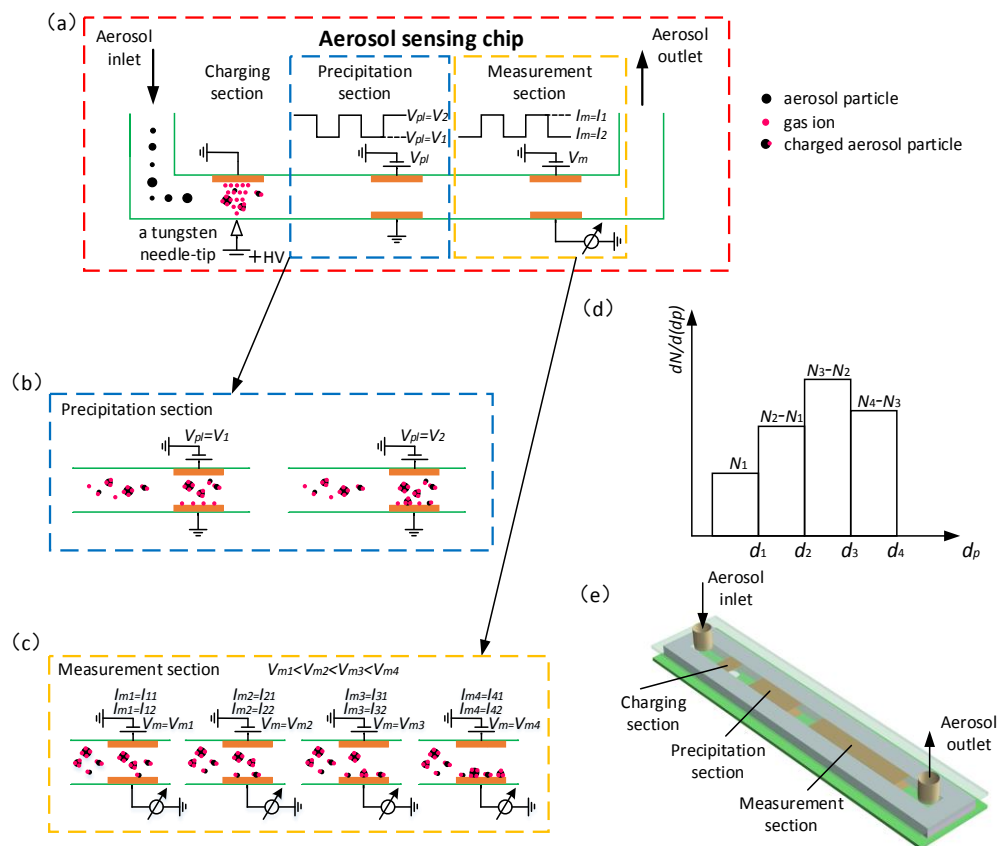 (a)
Aerosol sensing chip
Aerosol
inlet
Charging
section
Precipitation
section
Measurement
section
Aerosol
outlet
Vpl=V2
Vpl=V1
Vpl
Im=I1
Im=I2
Vm
a tungsten
needle-tip
+HV
aerosol particle
gas ion
charged aerosol particle
(b)
Precipitation section
Vpl=V1
Vpl=V2
(c)
Measurement section
Vm1<Vm2<Vm3<Vm4
Im1=I11
Im1=I12
Vm=Vm1
Im2=I21
Im2=I22
Vm=Vm2
Im3=I31
Im3=I32
Vm=Vm3
Im4=I41
Im4=I42
Vm=Vm4
(d)
dN/d(dp)
N1
N2-N1
N3-N2
N4-N3
d1
d2
d3
d4
dp
(e)
Aerosol
inlet
Charging
section
Precipitation
section
Measurement
section
Aerosol
outlet